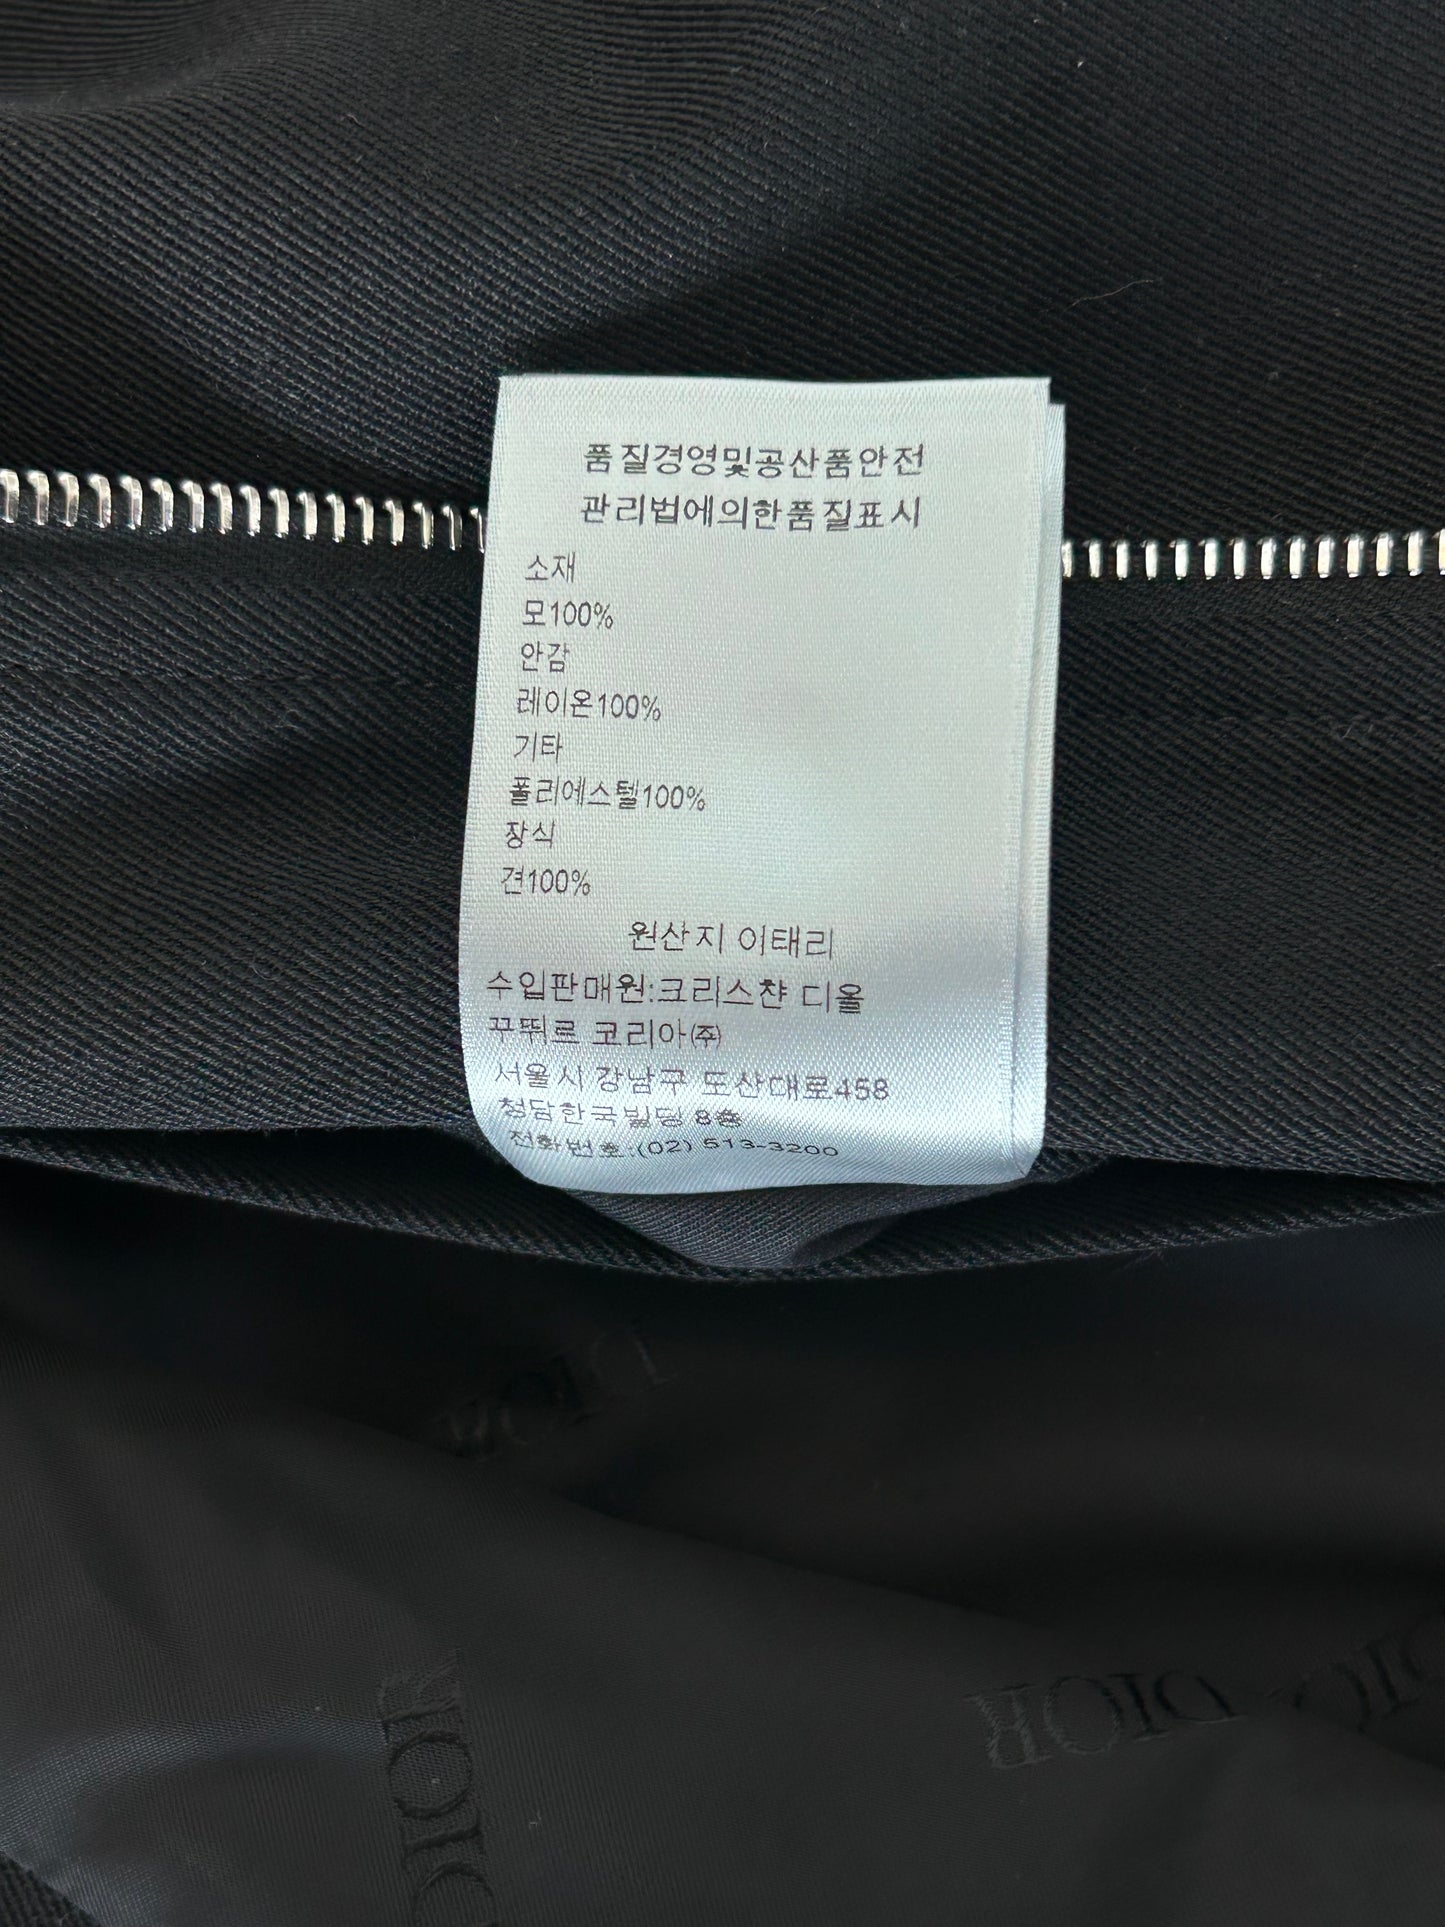 품질경영및공산품안전
관리법에의한품질표시
소재
모100%
안감
레이온100%
기타
폴리에스텔100%
장식
견100%
원산지 이태리
수입판매원:크리스챤 디올
꾸뛰르 코리아㈜
서울시 강남구 도산대로458
청담한국빌딩 8층
전화번호:(02) 513-3200
DIOR
DIOR
DIOR